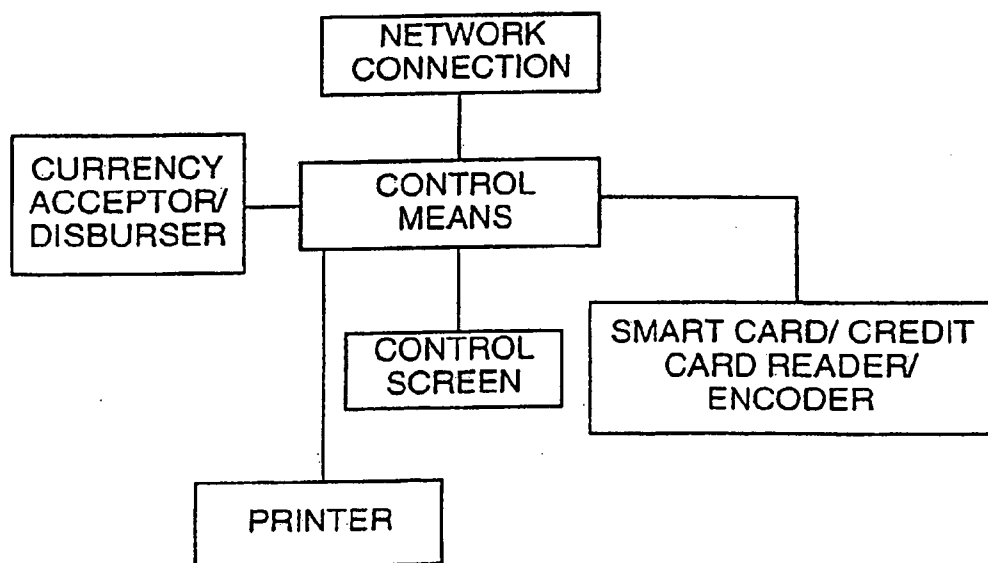 NETWORK
CONNECTION
CURRENCY
ACCEPTOR/
DISBURSER
CONTROL
MEANS
CONTROL
SCREEN
SMART CARD/ CREDIT
CARD READER/
ENCODER
PRINTER